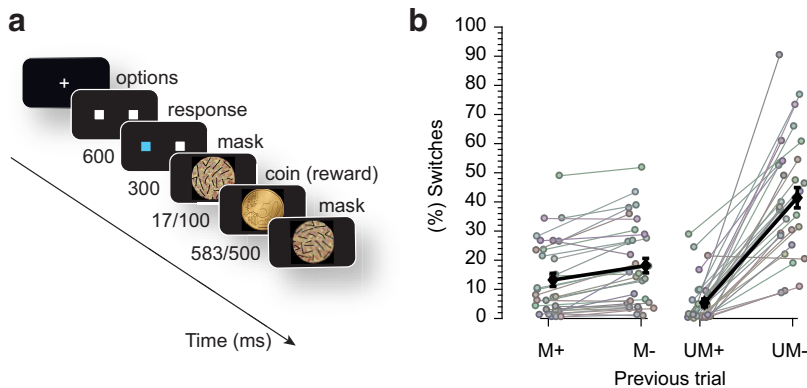 a
options
response
mask
coin (reward)
mask
600
300
17/100
583/500
Time (ms)
b
(%) Switches
100
90
80
70
60
50
40
30
20
10
0
M+ M- UM+ UM-
Previous trial